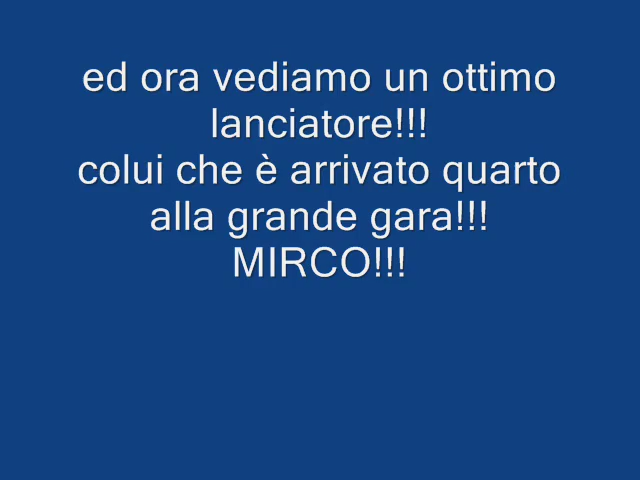 ed ora vediamo un ottimo
lanciatore!!!
colui che è arrivato quarto
alla grande gara!!!
MIRCO!!!